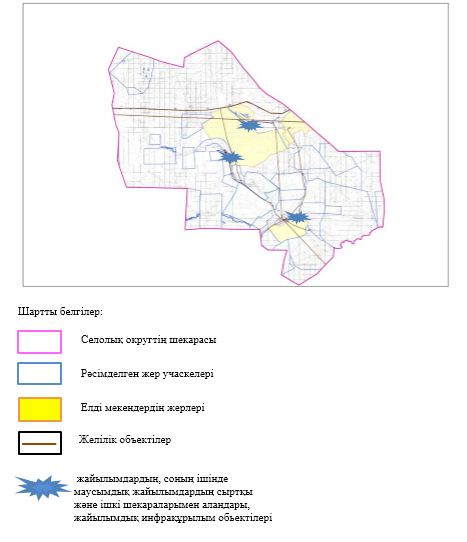 Шартты белгілер:
Селолық округтің шекарасы
Рәсімделген жер учаскелері
Елді мекендердің жерлері
Желілік объектілер
жайылымдардың, соның ішінде
маусымдық жайылымдардың сыртқы
және ішкі шекараларымен аландары,
жайылымдық инфрақұрылым объектілері